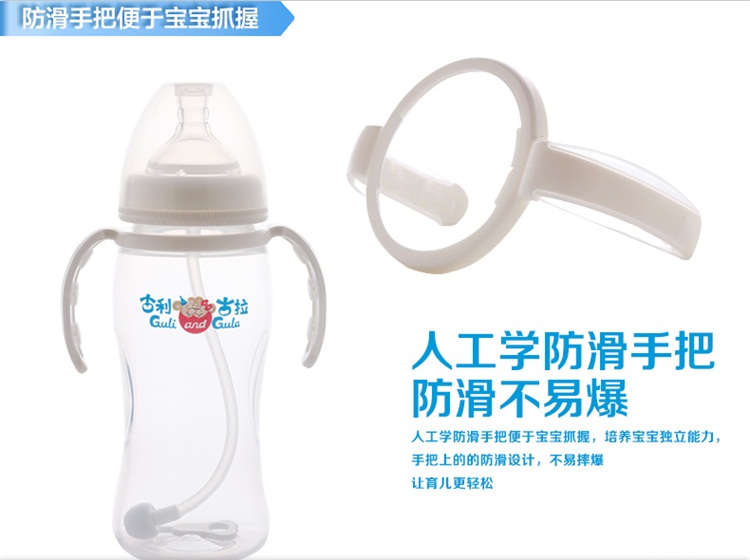 防滑手把便于宝宝抓握
吉利 古拉
Guli and Gula
人工学防滑手把
防滑不易爆
人工学防滑手把便于宝宝抓握，培养宝宝独立能力，
手把上的的防滑设计，不易摔爆
让育儿更轻松